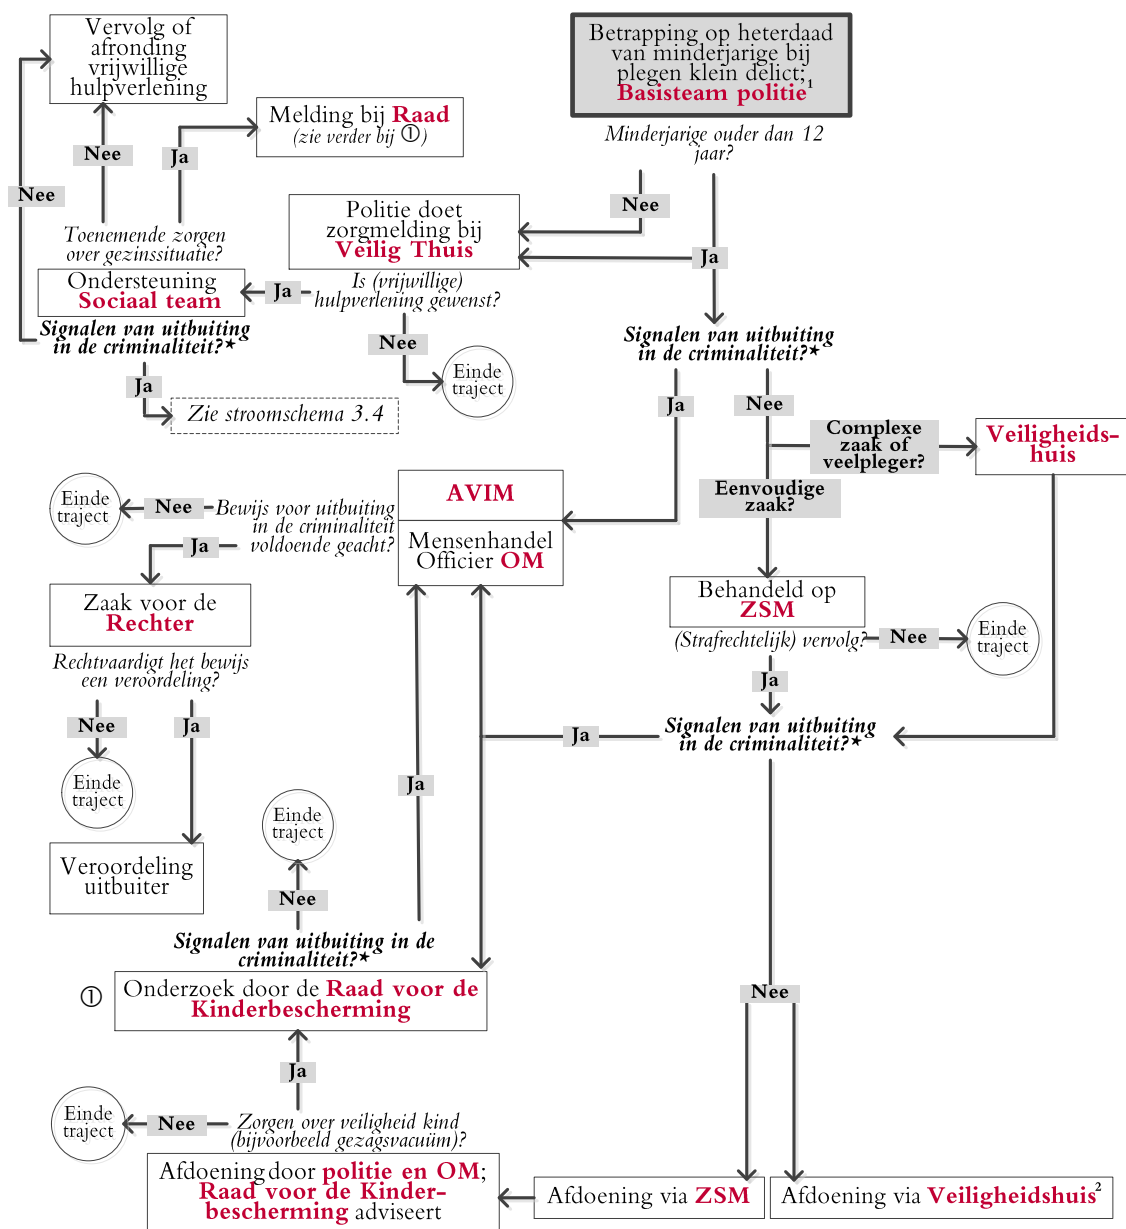 Betrapping op heterdaad
van minderjarige bij
plegen klein delict;
Basisteam politie¹
Minderjarige ouder dan 12
jaar?
Nee
Ja
Vervolg of
afronding
vrijwillige
hulpverlening
Melding bij Raad
(zie verder bij ①)
Nee
Ja
Nee
Toenemende zorgen
over gezinssituatie?
Politie doet
zorgmelding bij
Veilig Thuis
Is (vrijwillige)
hulpverlening gewenst?
Ja
Nee
Einde
traject
Ondersteuning
Sociaal team
Signalen van uitbuiting
in de criminaliteit?*
Ja
Zie stroomschema 3.4
Signalen van uitbuiting
in de criminaliteit?*
Ja
Nee
Complexe
zaak of
veelpleger?
Veiligheids-
huis
Eenvoudige
zaak?
AVIM
Mensenhandel
Officier OM
Bewijs voor uitbuiting
in de criminaliteit
voldoende geacht?
Nee
Einde
traject
Ja
Zaak voor de
Rechter
Rechtvaardigt het bewijs
een veroordeling?
Nee
Ja
Einde
traject
Veroordeling
uitbuiter
Behandeld op
ZSM
(Strafrechtelijk) vervolg?
Nee
Einde
traject
Ja
Signalen van uitbuiting
in de criminaliteit?*
Ja
Ja
Einde
traject
Nee
Signalen van uitbuiting in de
criminaliteit?*
①
Onderzoek door de Raad voor de
Kinderbescherming
Nee
Ja
Einde
traject
Nee
Zorgen over veiligheid kind
(bijvoorbeeld gezagsvacuüm)?
Afdoening door politie en OM;
Raad voor de Kinder-
bescherming adviseert
Afdoening via ZSM
Afdoening via Veiligheidshuis²